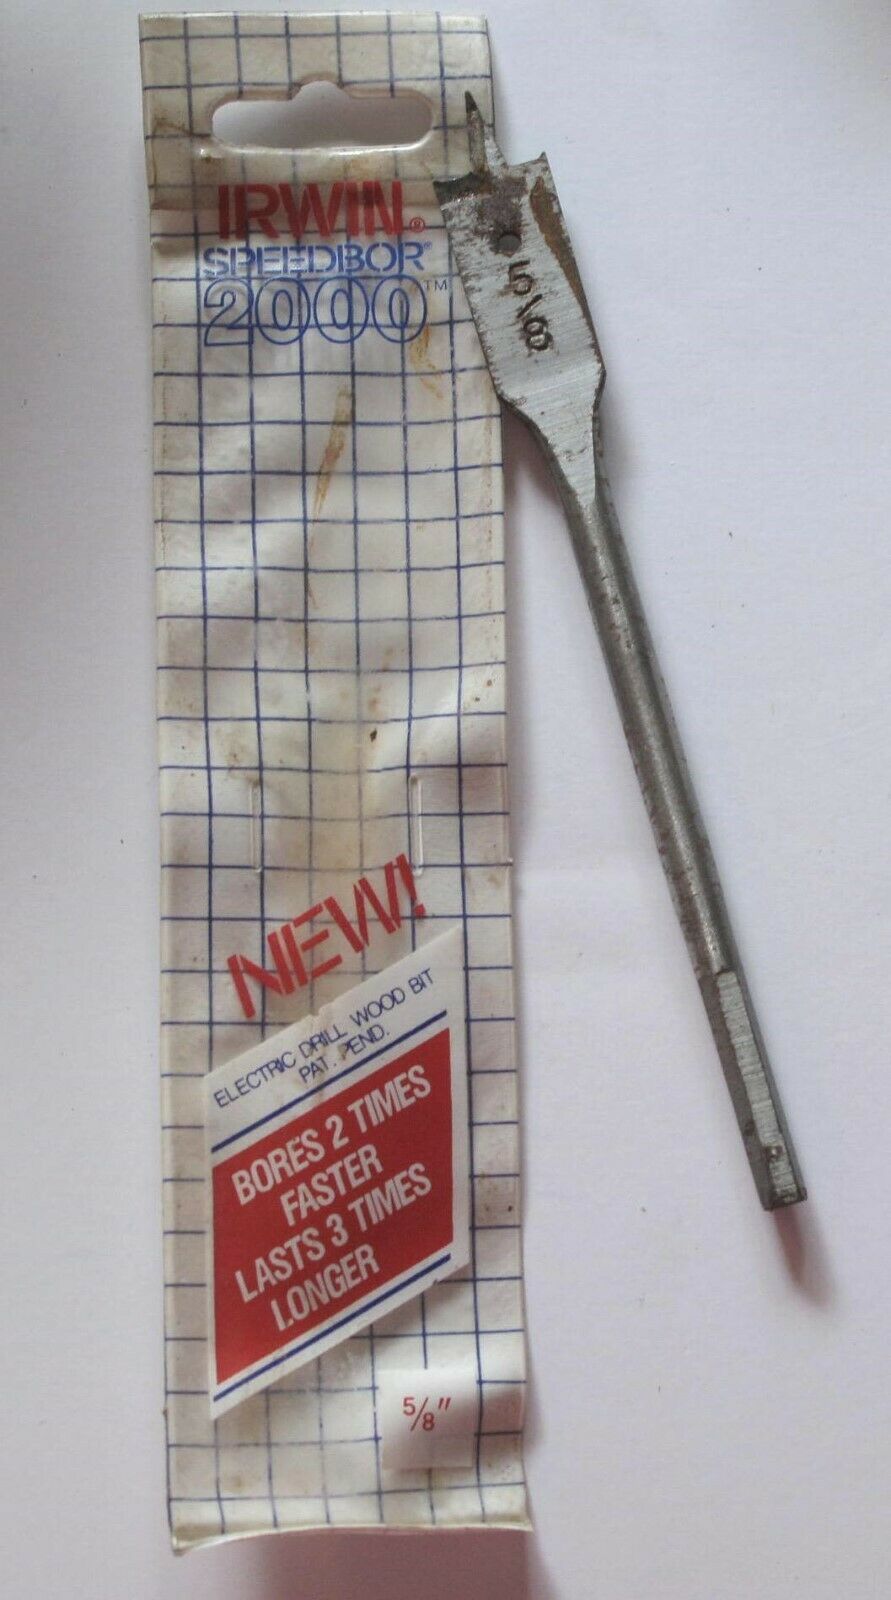 IRWIN®
SPEEDBOR®
2000™
5/8
NEW!
ELECTRIC DRILL WOOD BIT
PAT. PEND.
BORES 2 TIMES
FASTER
LASTS 3 TIMES
LONGER
5/8"